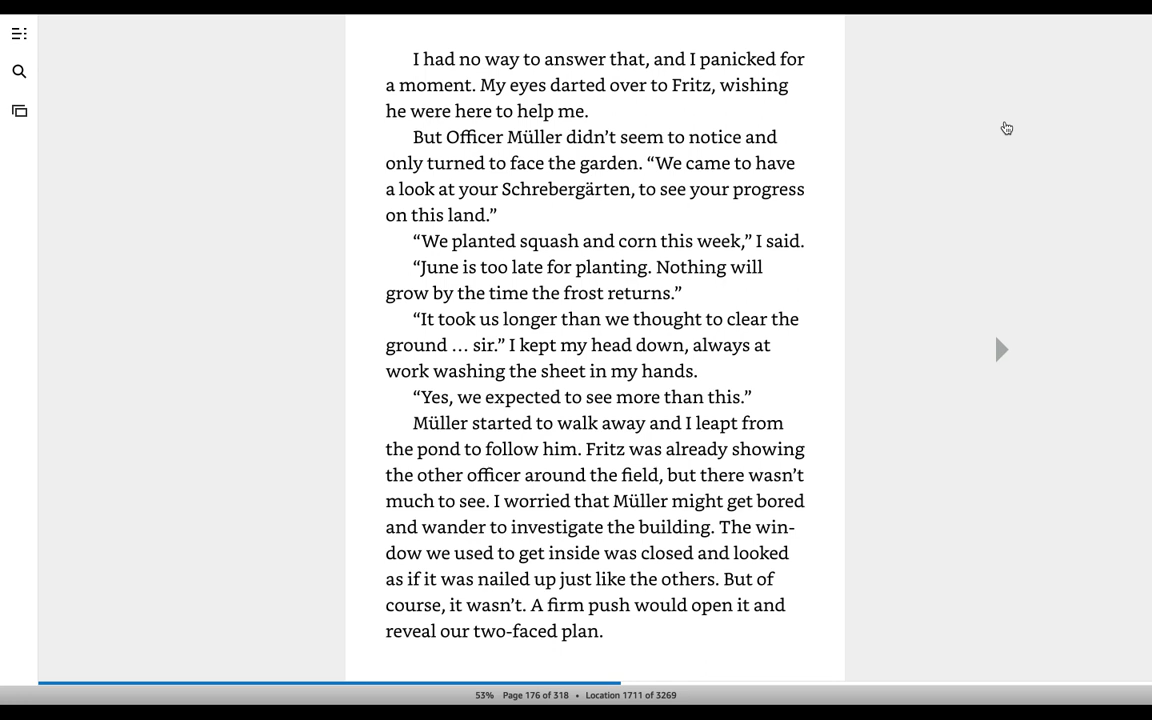 I had no way to answer that, and I panicked for
a moment. My eyes darted over to Fritz, wishing
he were here to help me.
But Officer Müller didn’t seem to notice and
only turned to face the garden. “We came to have
a look at your Schrebergärten, to see your progress
on this land.”
“We planted squash and corn this week,” I said.
“June is too late for planting. Nothing will
grow by the time the frost returns.”
“It took us longer than we thought to clear the
ground … sir.” I kept my head down, always at
work washing the sheet in my hands.
“Yes, we expected to see more than this.”
Müller started to walk away and I leapt from
the pond to follow him. Fritz was already showing
the other officer around the field, but there wasn’t
much to see. I worried that Müller might get bored
and wander to investigate the building. The win-
dow we used to get inside was closed and looked
as if it was nailed up just like the others. But of
course, it wasn’t. A firm push would open it and
reveal our two-faced plan.
53% Page 176 of 318 • Location 1711 of 3269